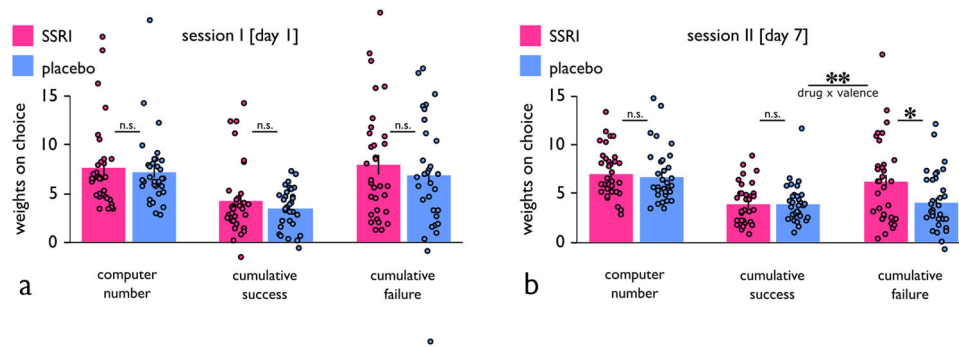 SSRI
placebo
session I [day 1]
weights on choice
15
10
5
0
n.s.
n.s.
n.s.
computer
number
cumulative
success
cumulative
failure
a
SSRI
placebo
session II [day 7]
weights on choice
15
10
5
0
n.s.
n.s.
**
drug x valence
*
computer
number
cumulative
success
cumulative
failure
b